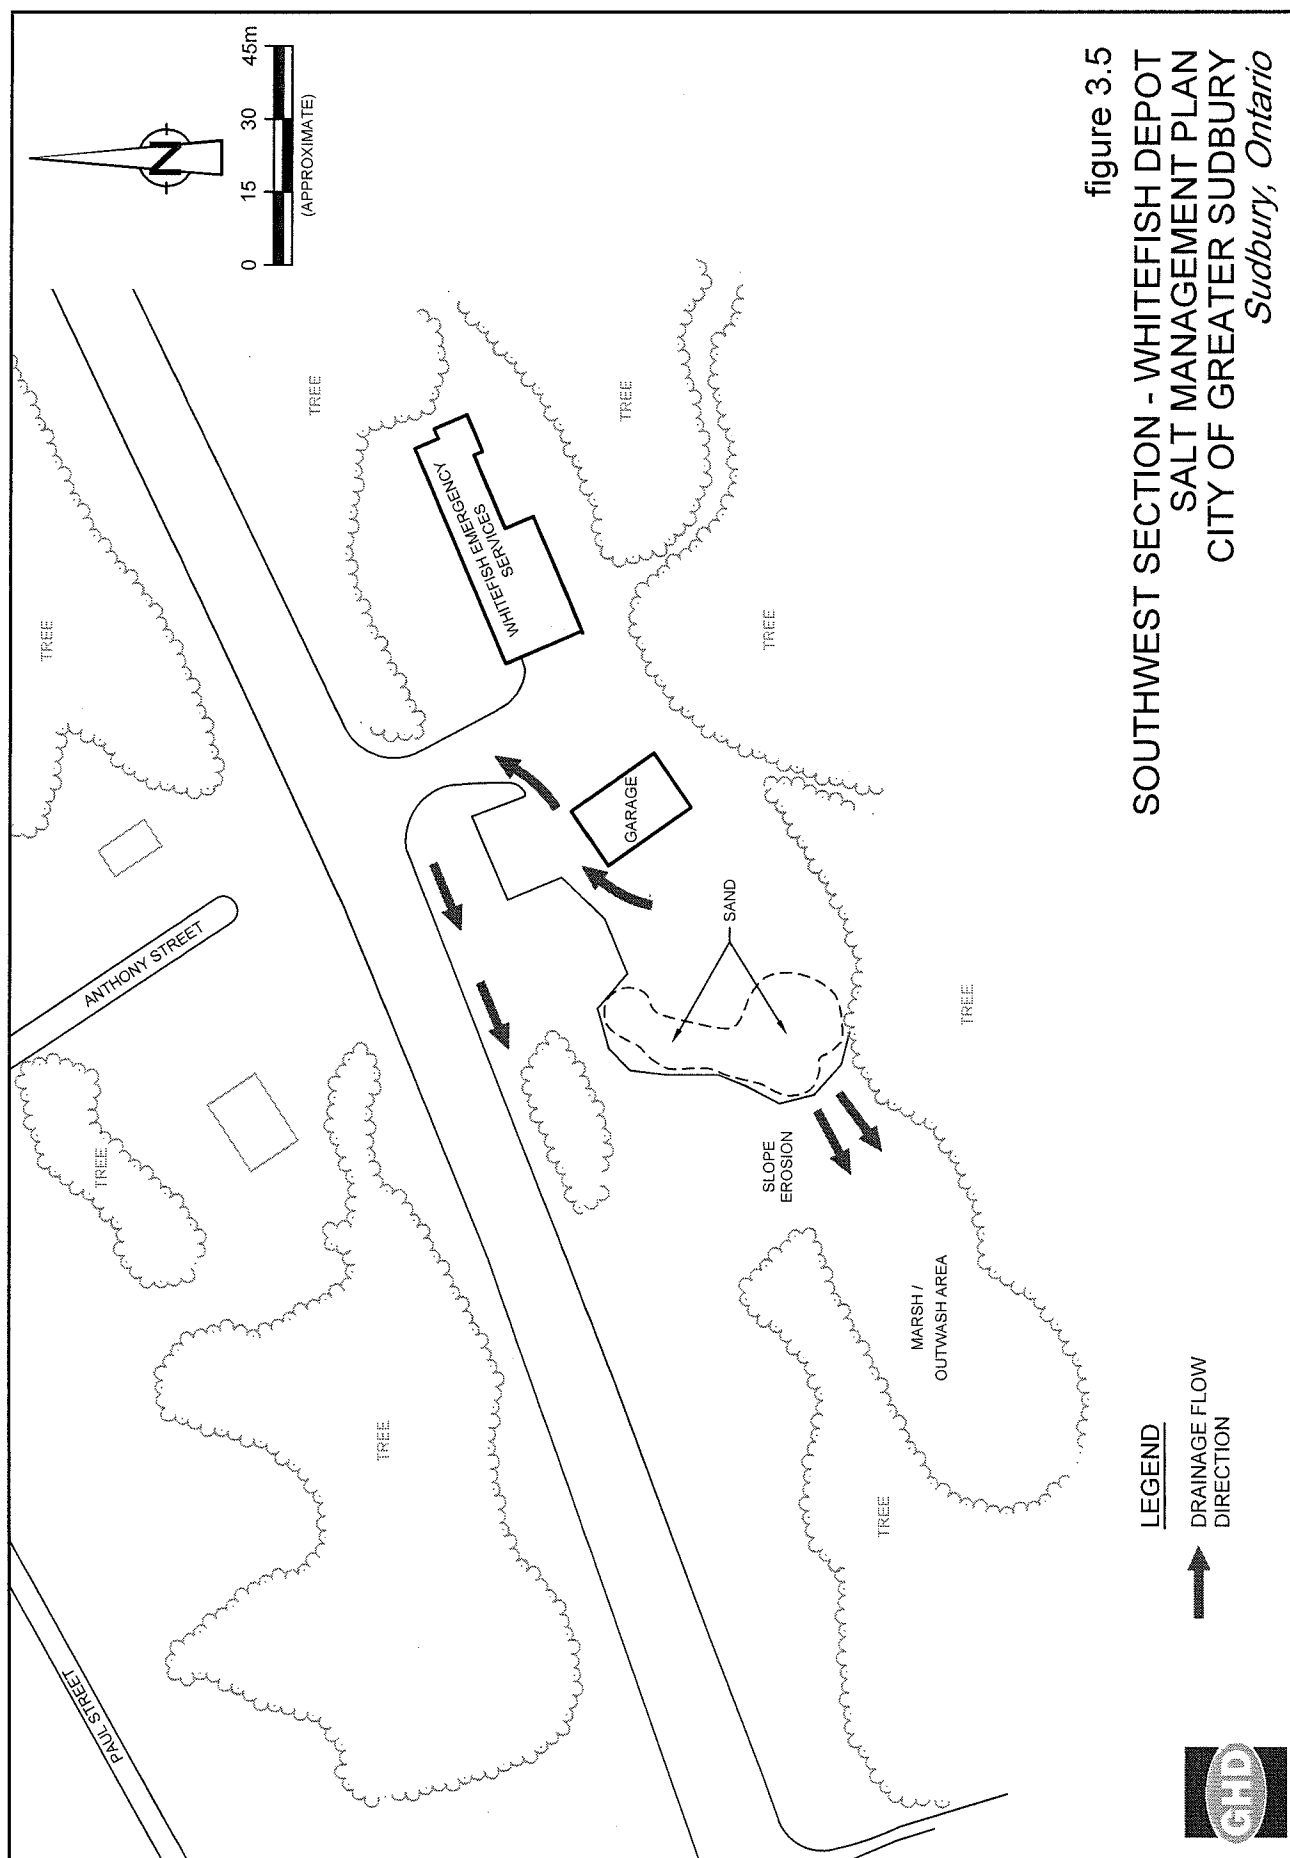 figure 3.5
SOUTHWEST SECTION - WHITEFISH DEPOT
SALT MANAGEMENT PLAN
CITY OF GREATER SUDBURY
Sudbury, Ontario
N
0 15 30 45m
(APPROXIMATE)
PAUL STREET
ANTHONY STREET
TREE
TREE
TREE
TREE
TREE
TREE
TREE
TREE
WHITEFISH EMERGENCY
SERVICES
GARAGE
SAND
SLOPE
EROSION
MARSH /
OUTWASH AREA
LEGEND
DRAINAGE FLOW
DIRECTION
GHD